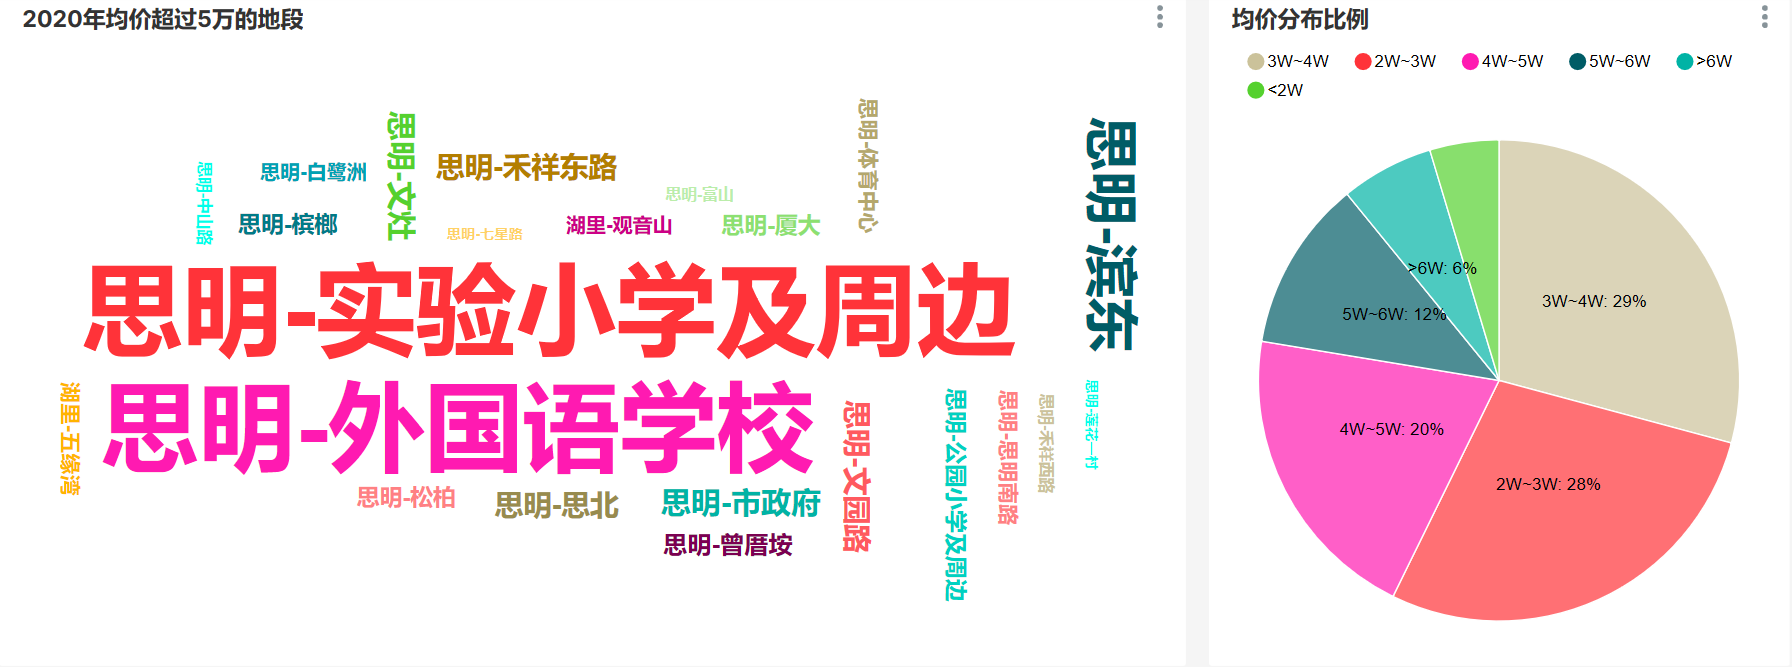 2020年均价超过5万的地段
思明-体育中心
思明-文灶
思明-滨东
思明-禾祥东路
思明-中山路
思明-白鹭洲
思明-富山
思明-槟榔
湖里-观音山
思明-厦大
思明-七星路
思明-实验小学及周边
思明-外国语学校
湖里-五缘湾
思明-文园路
思明-公园小学及周边
思明-思明南路
思明-禾祥西路
思明-莲花一村
思明-松柏
思明-思北
思明-市政府
思明-曾厝垵
均价分布比例
3W~4W 2W~3W 4W~5W 5W~6W >6W
<2W
>6W: 6%
3W~4W: 29%
5W~6W: 12%
4W~5W: 20%
2W~3W: 28%